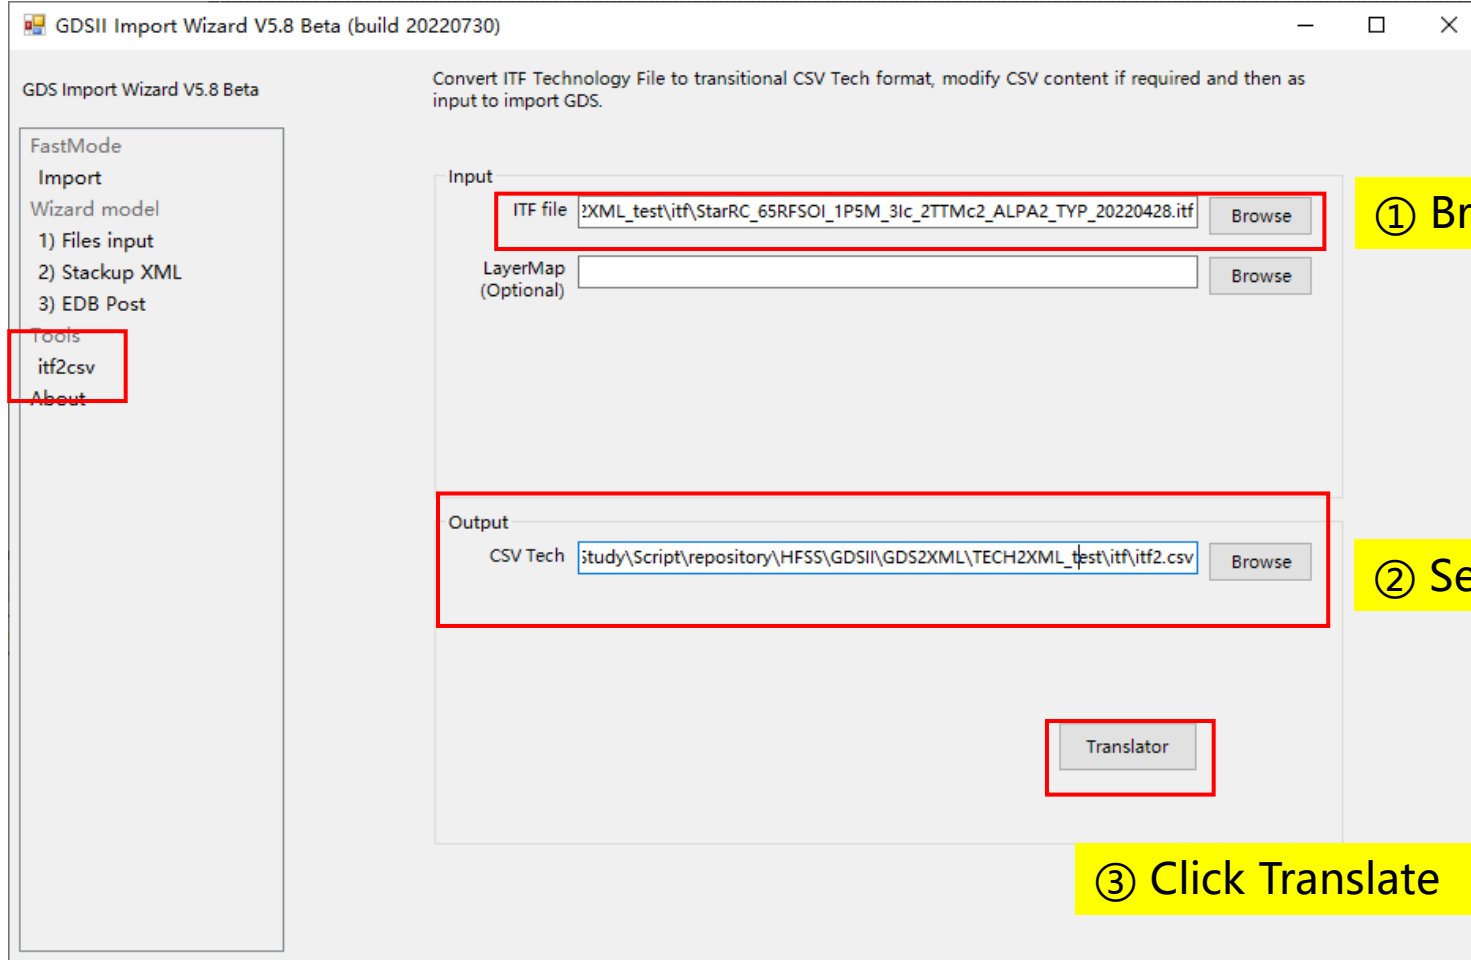 GDSII Import Wizard V5.8 Beta (build 20220730)
GDS Import Wizard V5.8 Beta
Convert ITF Technology File to transitional CSV Tech format, modify CSV content if required and then as
input to import GDS.
FastMode
Import
Wizard model
1) Files input
2) Stackup XML
3) EDB Post
Tools
itf2csv
About
Input
ITF file
2XML_test\itf\StarRC_65RFSOI_1P5M_3Ic_2TTMc2_ALPA2_TYP_20220428.itf
Browse
① Br
LayerMap
(Optional)
Browse
Output
CSV Tech
Study\Script\repository\HFSS\GDSII\GDS2XML\TECH2XML_test\itf\itf2.csv
Browse
② Se
Translator
③ Click Translate